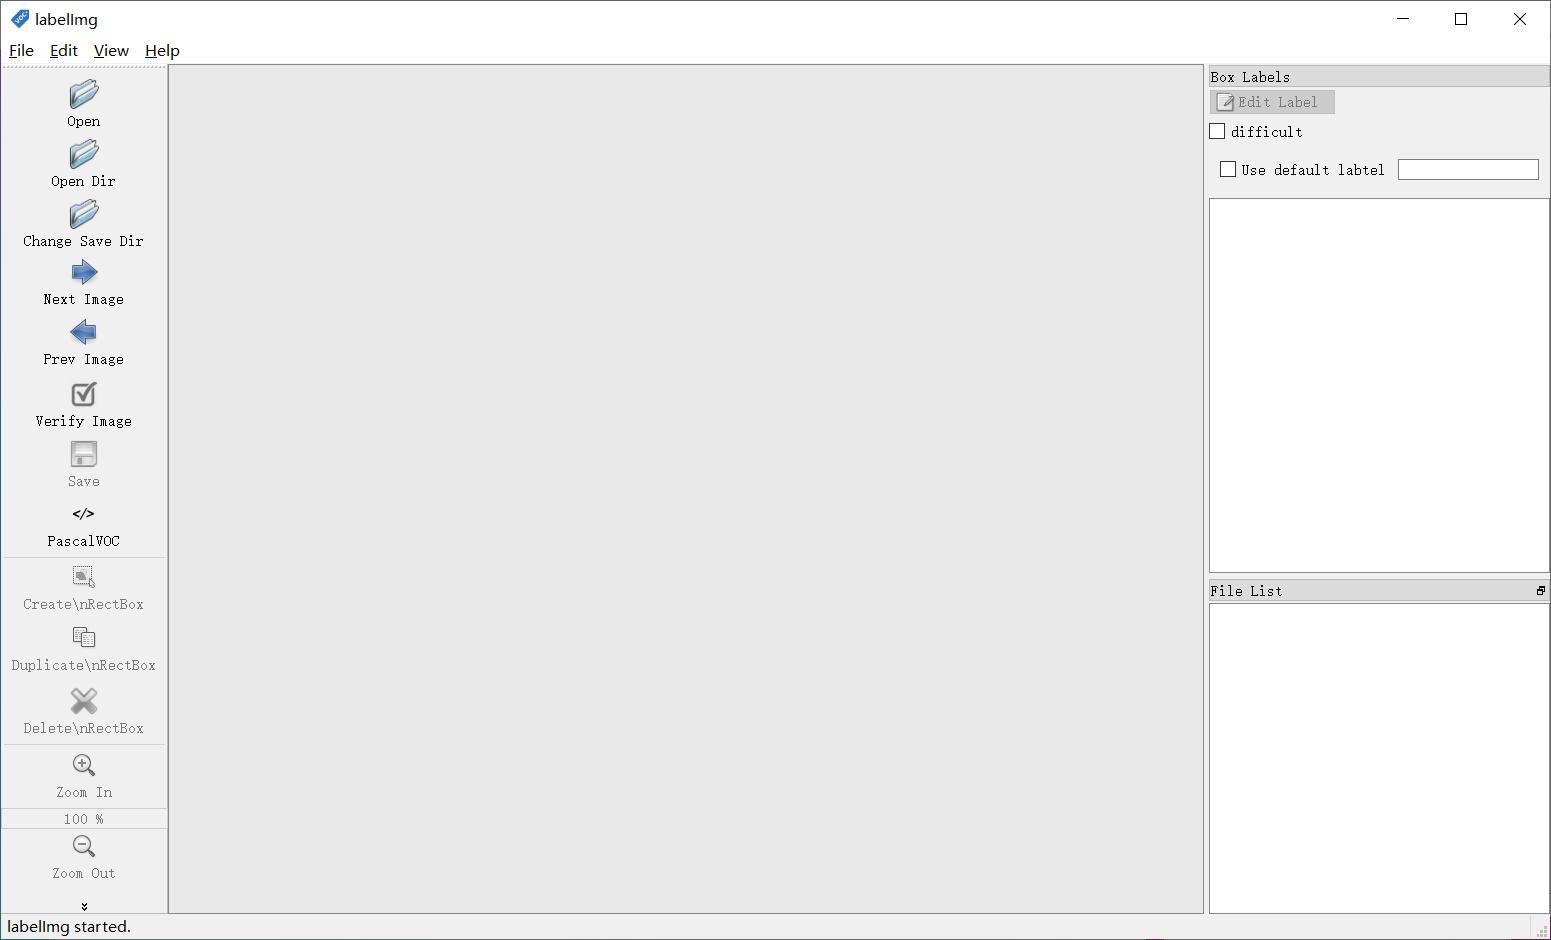 labelImg
File Edit View Help
Open
Open Dir
Change Save Dir
Next Image
Prev Image
Verify Image
Save
</>
PascalVOC
Create\nRectBox
Duplicate\nRectBox
Delete\nRectBox
Zoom In
100 %
Zoom Out
Box Labels
Edit Label
difficult
Use default labtel
File List
labelImg started.